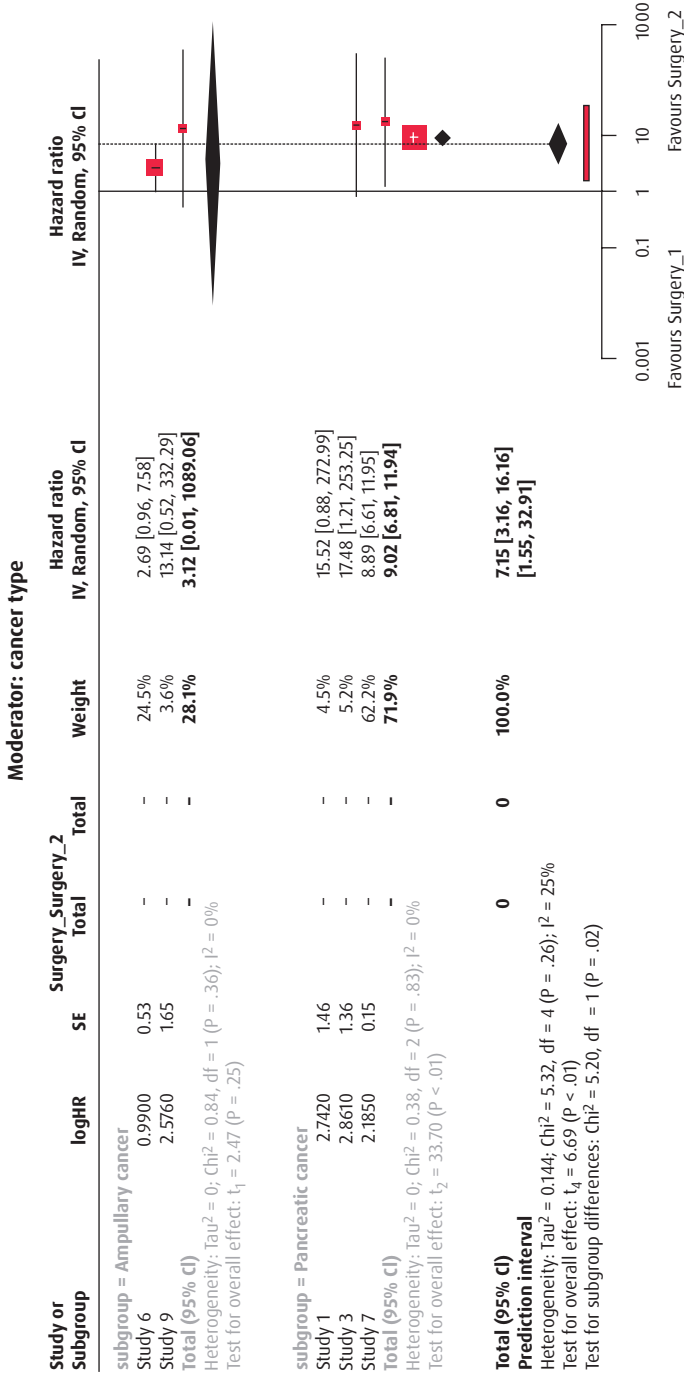 Moderator: cancer type
Study or Subgroup logHR SE Surgery_Surgery_2 Total Total Weight Hazard ratio IV, Random, 95% CI Hazard ratio IV, Random, 95% CI
subgroup = Ampullary cancer
Study 6 0.9900 0.53 – – 24.5% 2.69 [0.96, 7.58]
Study 9 2.5760 1.65 – – 3.6% 13.14 [0.52, 332.29]
Total (95% CI) – – 28.1% 3.12 [0.01, 1089.06]
Heterogeneity: Tau² = 0; Chi² = 0.84, df = 1 (P = .36); I² = 0%
Test for overall effect: t₁ = 2.47 (P = .25)
subgroup = Pancreatic cancer
Study 1 2.7420 1.46 – – 4.5% 15.52 [0.88, 272.99]
Study 3 2.8610 1.36 – – 5.2% 17.48 [1.21, 253.25]
Study 7 2.1850 0.15 – – 62.2% 8.89 [6.61, 11.95]
Total (95% CI) – – 71.9% 9.02 [6.81, 11.94]
Heterogeneity: Tau² = 0; Chi² = 0.38, df = 2 (P = .83); I² = 0%
Test for overall effect: t₂ = 33.70 (P < .01)
Total (95% CI) 0 0 100.0% 7.15 [3.16, 16.16]
Prediction interval [1.55, 32.91]
Heterogeneity: Tau² = 0.144; Chi² = 5.32, df = 4 (P = .26); I² = 25%
Test for overall effect: t₄ = 6.69 (P < .01)
Test for subgroup differences: Chi² = 5.20, df = 1 (P = .02)
0.001 0.1 1 10 1000
Favours Surgery_1 Favours Surgery_2